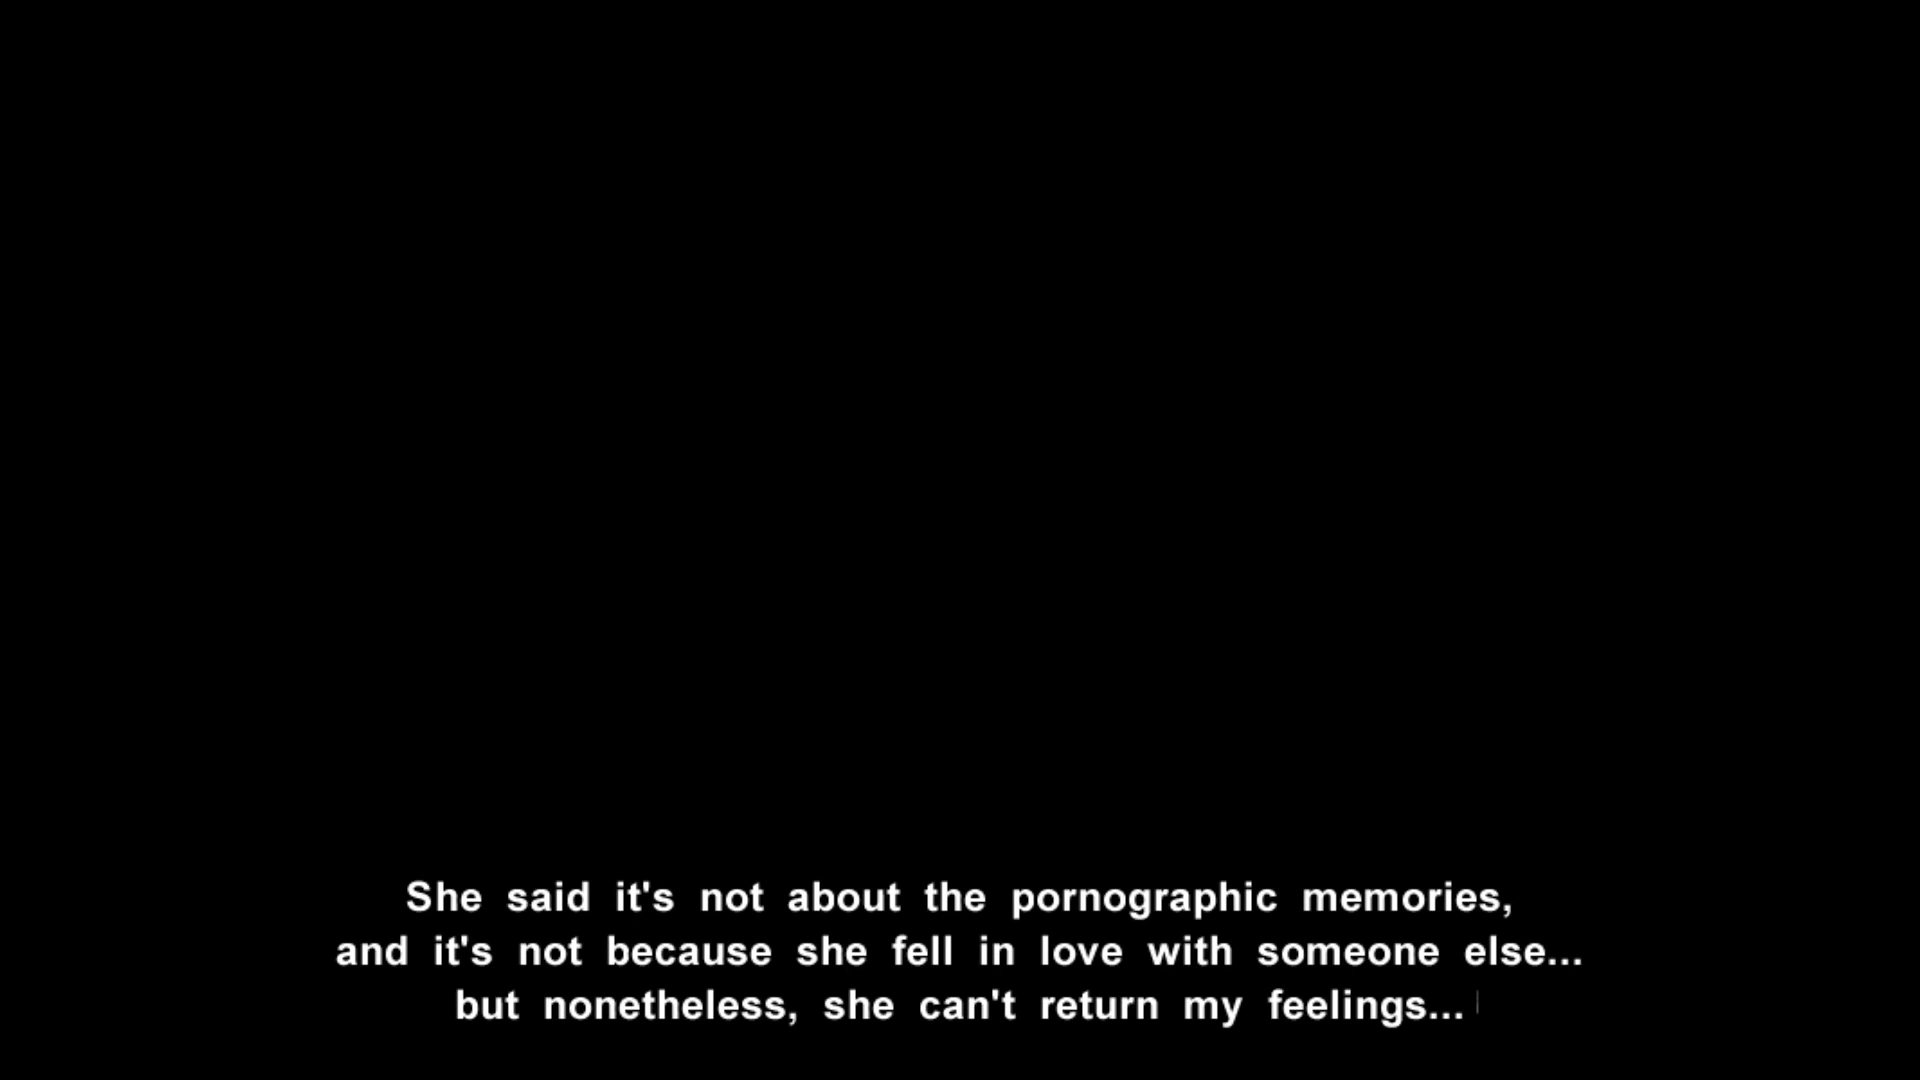 She said it's not about the pornographic memories,
and it's not because she fell in love with someone else...
but nonetheless, she can't return my feelings...